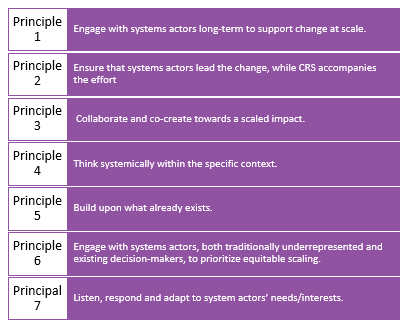 Principle
1
Engage with systems actors long-term to support change at scale.
Principle
2
Ensure that systems actors lead the change, while CRS accompanies
the effort
Principle
3
Collaborate and co-create towards a scaled impact.
Principle
4
Think systemically within the specific context.
Principle
5
Build upon what already exists.
Principle
6
Engage with systems actors, both traditionally underrepresented and
existing decision-makers, to prioritize equitable scaling.
Principal
7
Listen, respond and adapt to system actors’ needs/interests.